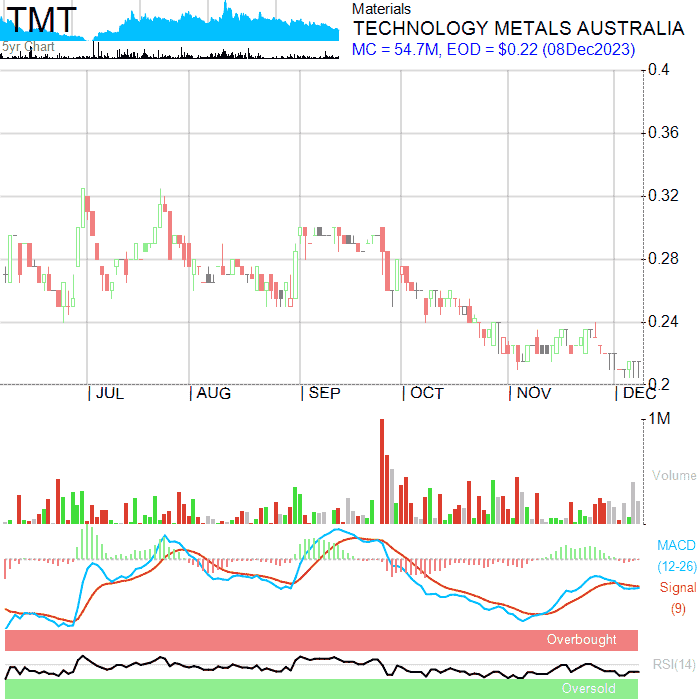 TMT
5yr Chart
Materials
TECHNOLOGY METALS AUSTRALIA
MC = 54.7M, EOD = $0.22 (08Dec2023)
0.4
0.36
0.32
0.28
0.24
0.2
JUL AUG SEP OCT NOV DEC
1M
Volume
MACD
(12-26)
Signal
(9)
Overbought
RSI(14)
Oversold